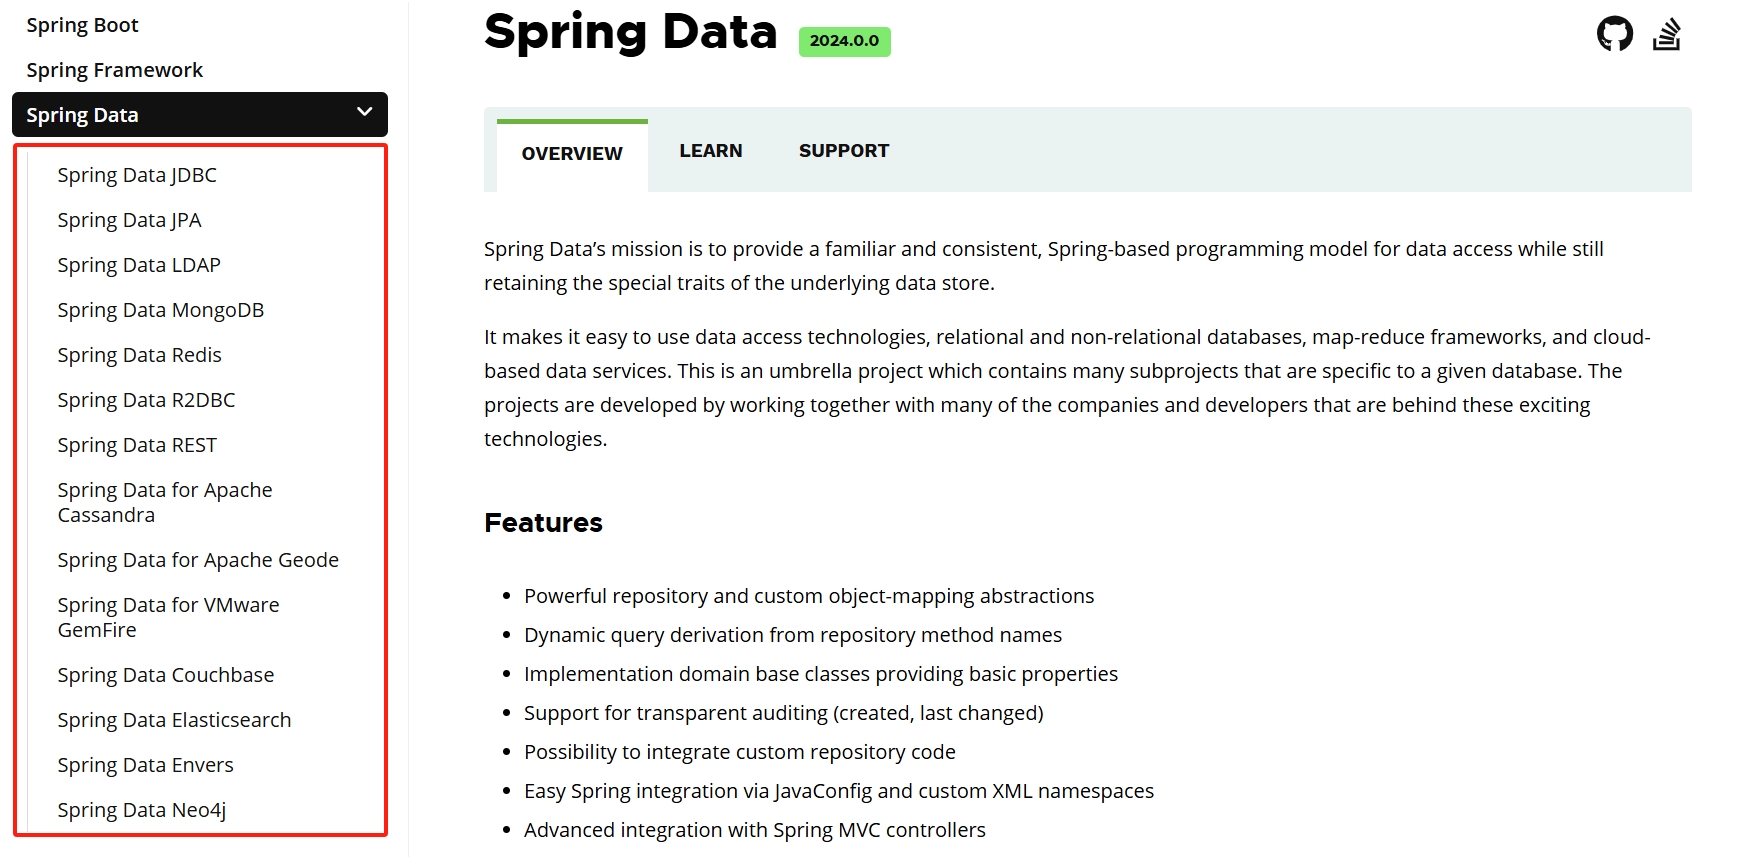 Spring Boot
Spring Framework
Spring Data
Spring Data JDBC
Spring Data JPA
Spring Data LDAP
Spring Data MongoDB
Spring Data Redis
Spring Data R2DBC
Spring Data REST
Spring Data for Apache
Cassandra
Spring Data for Apache Geode
Spring Data for VMware
GemFire
Spring Data Couchbase
Spring Data Elasticsearch
Spring Data Envers
Spring Data Neo4j
Spring Data 2024.0.0
OVERVIEW LEARN SUPPORT
Spring Data’s mission is to provide a familiar and consistent, Spring-based programming model for data access while still
retaining the special traits of the underlying data store.
It makes it easy to use data access technologies, relational and non-relational databases, map-reduce frameworks, and cloud-
based data services. This is an umbrella project which contains many subprojects that are specific to a given database. The
projects are developed by working together with many of the companies and developers that are behind these exciting
technologies.
Features
• Powerful repository and custom object-mapping abstractions
• Dynamic query derivation from repository method names
• Implementation domain base classes providing basic properties
• Support for transparent auditing (created, last changed)
• Possibility to integrate custom repository code
• Easy Spring integration via JavaConfig and custom XML namespaces
• Advanced integration with Spring MVC controllers